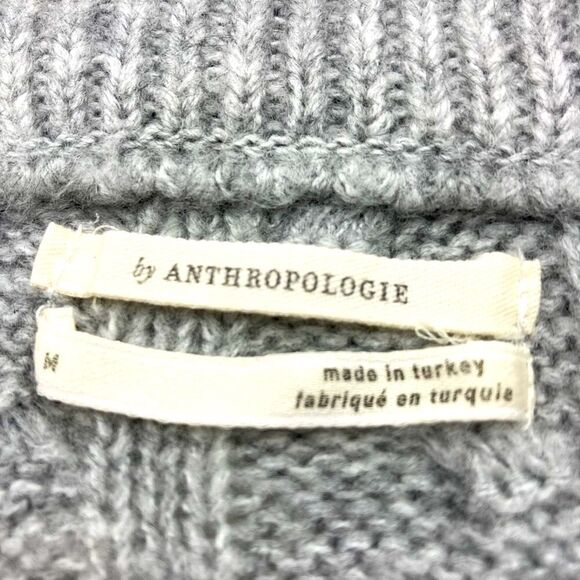 by ANTHROPOLOGIE
M
made in turkey
fabriqué en turquie